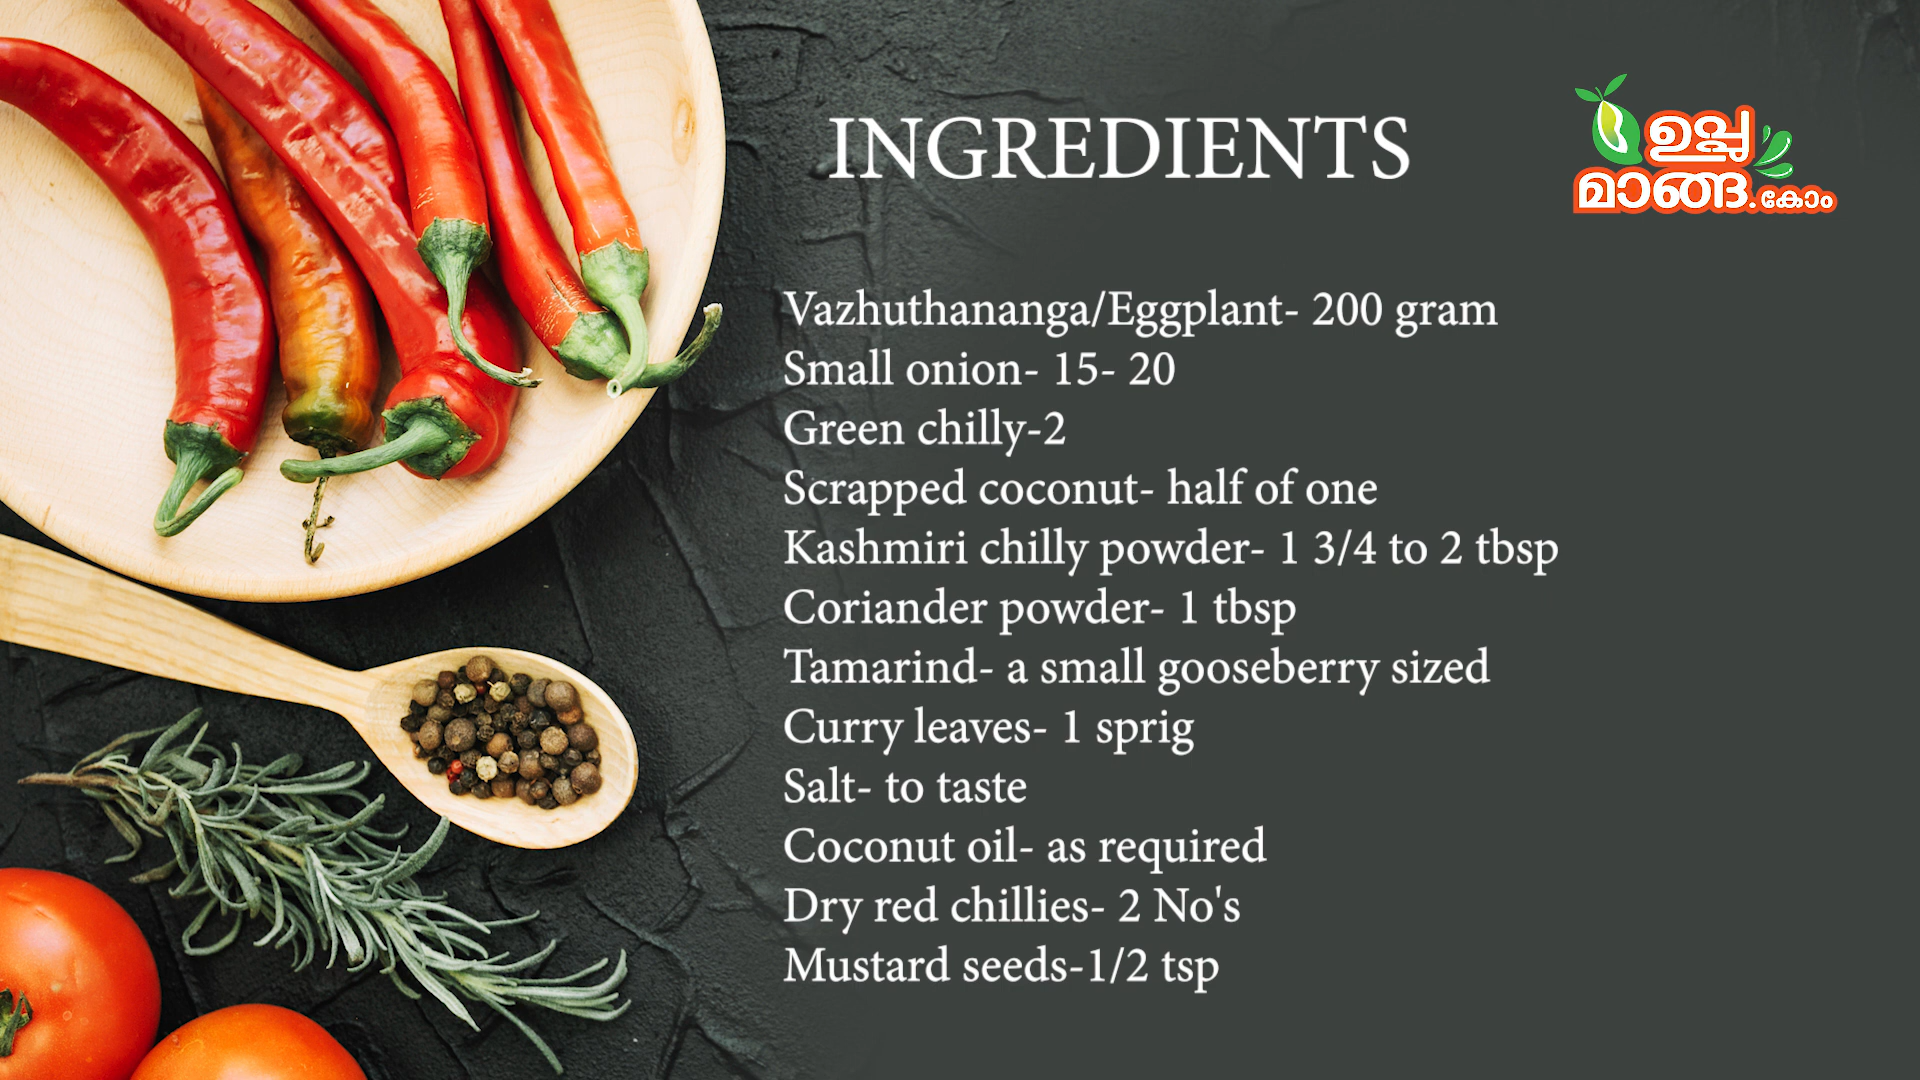 INGREDIENTS
ഉപ്പു
മാങ്ങ.കോം
Vazhuthananga/Eggplant- 200 gram
Small onion- 15- 20
Green chilly-2
Scrapped coconut- half of one
Kashmiri chilly powder- 1 3/4 to 2 tbsp
Coriander powder- 1 tbsp
Tamarind- a small gooseberry sized
Curry leaves- 1 sprig
Salt- to taste
Coconut oil- as required
Dry red chillies- 2 No's
Mustard seeds-1/2 tsp